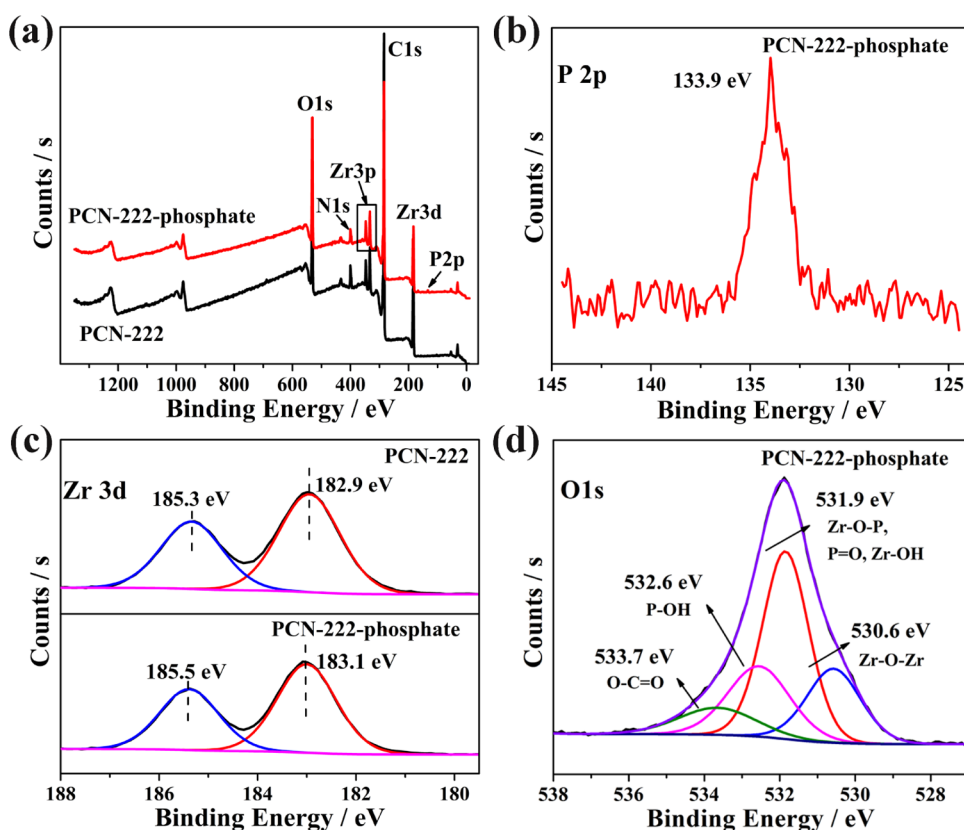 (a)
C1s
O1s
Zr3p
N1s
Zr3d
PCN-222-phosphate
P2p
PCN-222
Counts / s
1200 1000 800 600 400 200 0
Binding Energy / eV
(b)
PCN-222-phosphate
P 2p
133.9 eV
Counts / s
145 140 135 130 125
Binding Energy / eV
(c)
PCN-222
Zr 3d
185.3 eV
182.9 eV
PCN-222-phosphate
185.5 eV
183.1 eV
Counts / s
188 186 184 182 180
Binding Energy / eV
(d)
PCN-222-phosphate
O1s
531.9 eV
Zr-O-P,
P=O, Zr-OH
532.6 eV
P-OH
530.6 eV
Zr-O-Zr
533.7 eV
O-C=O
Counts / s
538 536 534 532 530 528
Binding Energy / eV